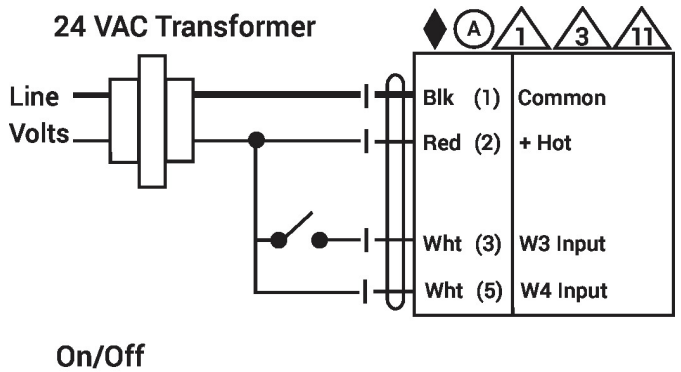 24 VAC Transformer
A 1 3 11
Line
Volts
Blk (1) Common
Red (2) + Hot
Wht (3) W3 Input
Wht (5) W4 Input
On/Off